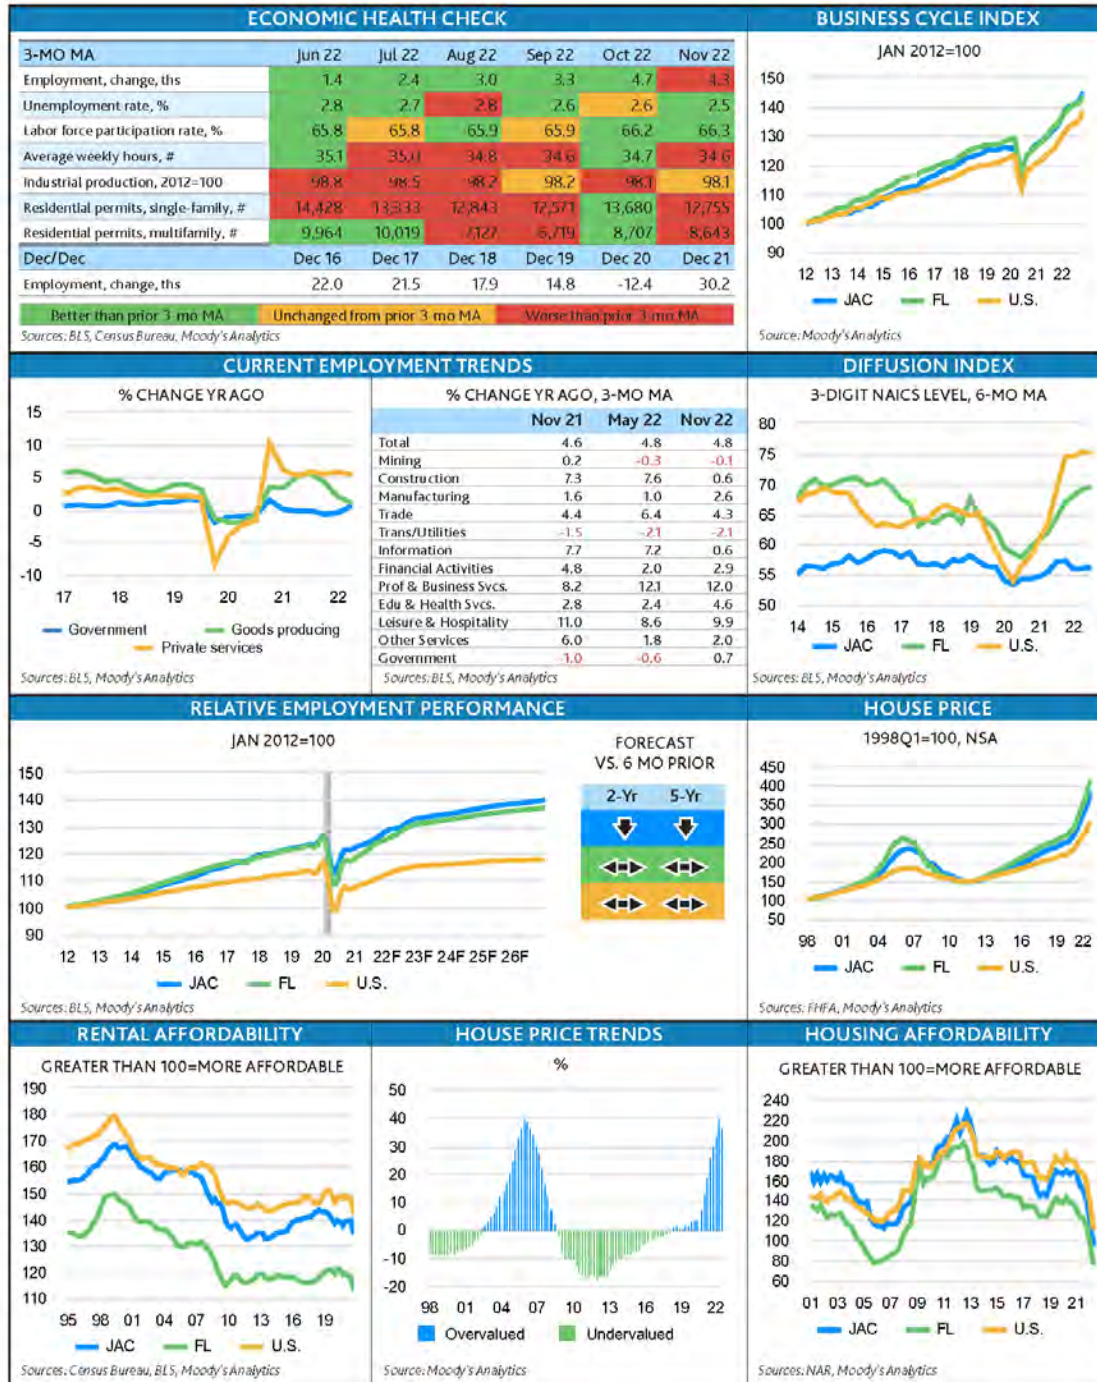 ECONOMIC HEALTH CHECK
3-MO MA Jun 22 Jul 22 Aug 22 Sep 22 Oct 22 Nov 22
Employment, change, ths 1.4 2.4 3.0 3.3 4.7 4.3
Unemployment rate, % 2.8 2.7 2.8 2.6 2.6 2.5
Labor force participation rate, % 65.8 65.8 65.9 65.9 66.2 66.3
Average weekly hours, # 35.1 35.0 34.8 34.6 34.7 34.6
Industrial production, 2012=100 98.8 98.5 98.2 98.2 98.1 98.1
Residential permits, single-family, # 14,428 13,333 12,843 12,571 13,680 12,755
Residential permits, multifamily, # 9,964 10,019 7,127 6,719 8,707 8,643
Dec/Dec Dec 16 Dec 17 Dec 18 Dec 19 Dec 20 Dec 21
Employment, change, ths 22.0 21.5 17.9 14.8 -12.4 30.2
Better than prior 3-mo MA Unchanged from prior 3-mo MA Worse than prior 3-mo MA
Sources: BLS, Census Bureau, Moody's Analytics
BUSINESS CYCLE INDEX
JAN 2012=100
150
140
130
120
110
100
90
12 13 14 15 16 17 18 19 20 21 22
JAC FL U.S.
Source: Moody's Analytics
CURRENT EMPLOYMENT TRENDS
% CHANGE YR AGO
15
10
5
0
-5
-10
17 18 19 20 21 22
Government Goods producing
Private services
Sources: BLS, Moody's Analytics
% CHANGE YR AGO, 3-MO MA
Nov 21 May 22 Nov 22
Total 4.6 4.8 4.8
Mining 0.2 -0.3 -0.1
Construction 7.3 7.6 0.6
Manufacturing 1.6 1.0 2.6
Trade 4.4 6.4 4.3
Trans/Utilities -1.5 -2.1 -2.1
Information 7.7 7.2 0.6
Financial Activities 4.8 2.0 2.9
Prof & Business Svcs. 8.2 12.1 12.0
Edu & Health Svcs. 2.8 2.4 4.6
Leisure & Hospitality 11.0 8.6 9.9
Other Services 6.0 1.8 2.0
Government -1.0 -0.6 0.7
Sources: BLS, Moody's Analytics
DIFFUSION INDEX
3-DIGIT NAICS LEVEL, 6-MO MA
80
75
70
65
60
55
50
14 15 16 17 18 19 20 21 22
JAC FL U.S.
Sources: BLS, Moody's Analytics
RELATIVE EMPLOYMENT PERFORMANCE
JAN 2012=100
150
140
130
120
110
100
90
12 13 14 15 16 17 18 19 20 21 22F 23F 24F 25F 26F
JAC FL U.S.
Sources: BLS, Moody's Analytics
FORECAST
VS. 6 MO PRIOR
2-Yr 5-Yr
HOUSE PRICE
1998Q1=100, NSA
450
400
350
300
250
200
150
100
50
98 01 04 07 10 13 16 19 22
JAC FL U.S.
Sources: FHFA, Moody's Analytics
RENTAL AFFORDABILITY
GREATER THAN 100=MORE AFFORDABLE
190
180
170
160
150
140
130
120
110
95 98 01 04 07 10 13 16 19
JAC FL U.S.
Sources: Census Bureau, BLS, Moody's Analytics
HOUSE PRICE TRENDS
%
50
40
30
20
10
0
-10
-20
98 01 04 07 10 13 16 19 22
Overvalued Undervalued
Source: Moody's Analytics
HOUSING AFFORDABILITY
GREATER THAN 100=MORE AFFORDABLE
240
220
200
180
160
140
120
100
80
60
01 03 05 07 09 11 13 15 17 19 21
JAC FL U.S.
Sources: NAR, Moody's Analytics